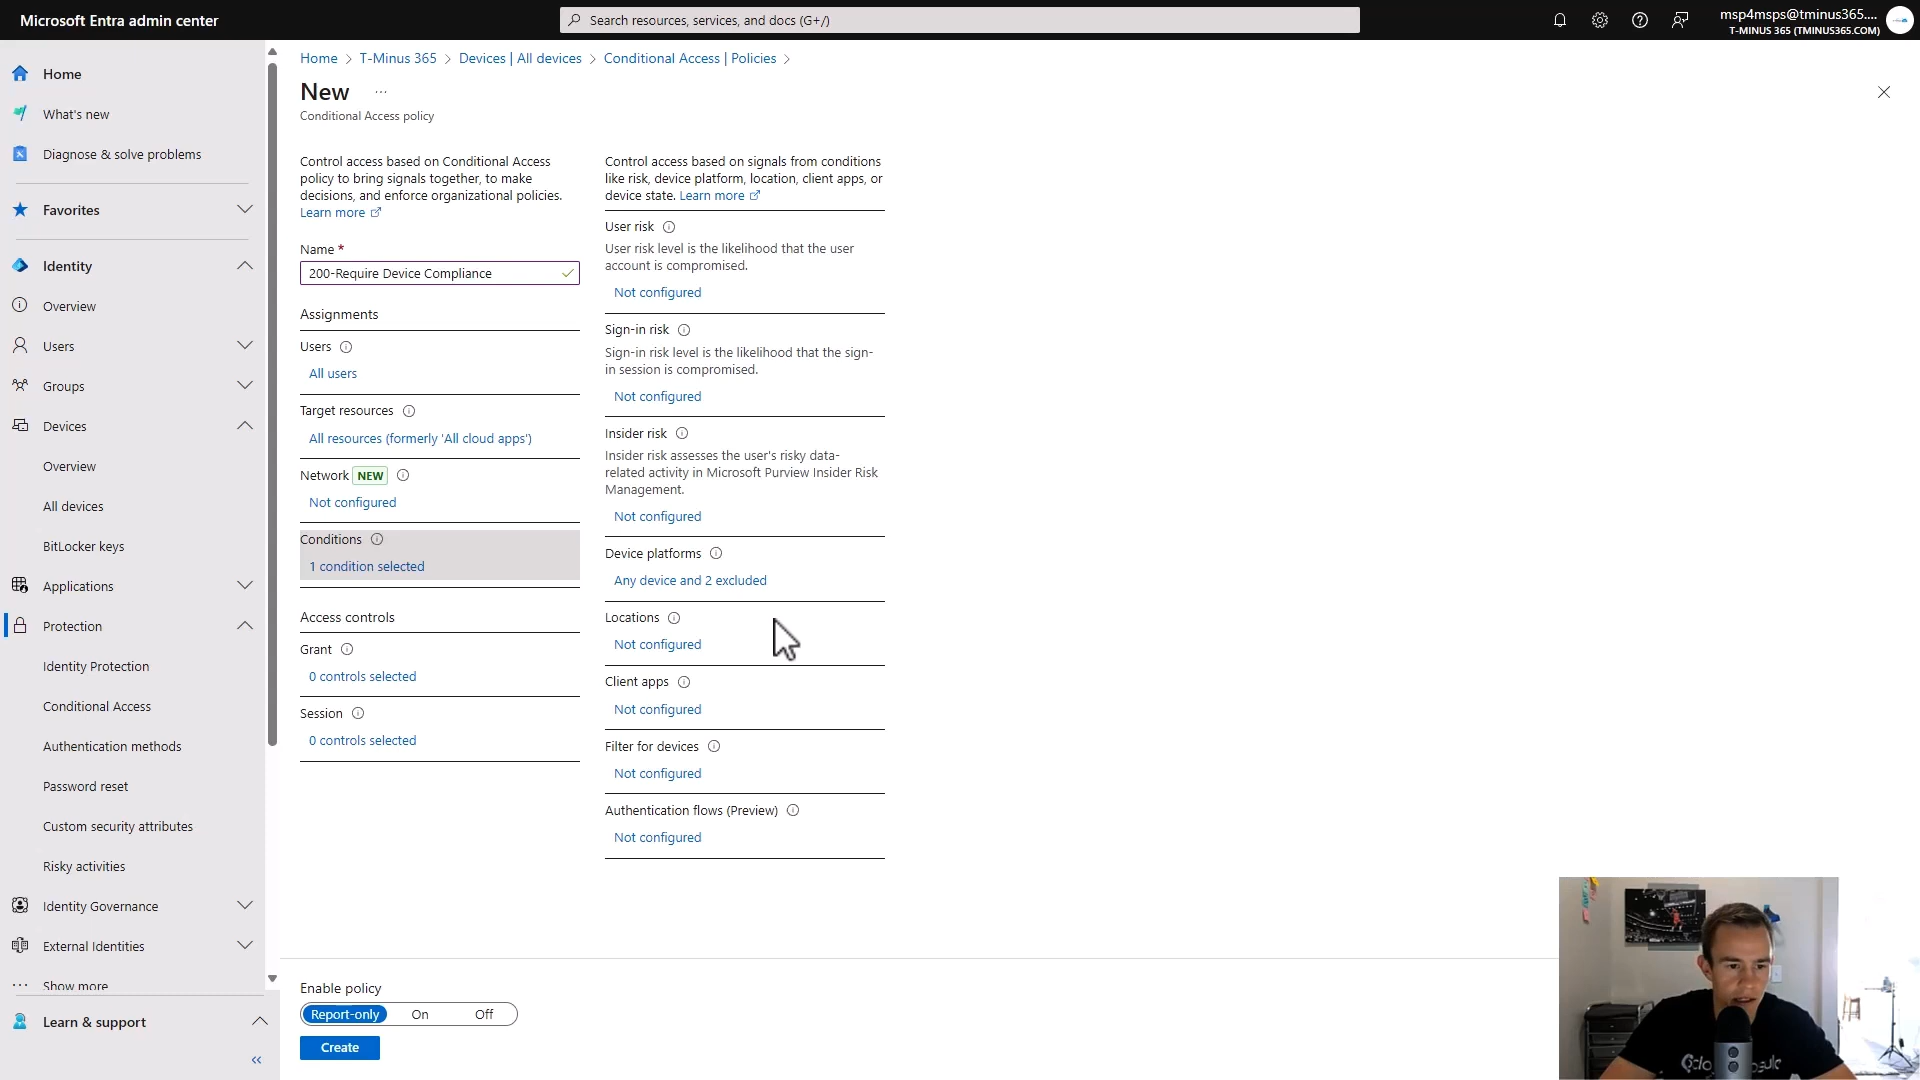 Microsoft Entra admin center
Search resources, services, and docs (G+/)
msp4msps@tminus365....
T-MINUS 365 (TMINUS365.COM)
Home
What's new
Diagnose & solve problems
Favorites
Identity
Overview
Users
Groups
Devices
Overview
All devices
BitLocker keys
Applications
Protection
Identity Protection
Conditional Access
Authentication methods
Password reset
Custom security attributes
Risky activities
Identity Governance
External Identities
Show more
Learn & support
Home > T-Minus 365 > Devices | All devices > Conditional Access | Policies >
New ...
Conditional Access policy
Control access based on Conditional Access
policy to bring signals together, to make
decisions, and enforce organizational policies.
Learn more
Name *
200-Require Device Compliance
Assignments
Users
All users
Target resources
All resources (formerly 'All cloud apps')
Network NEW
Not configured
Conditions
1 condition selected
Access controls
Grant
0 controls selected
Session
0 controls selected
Control access based on signals from conditions
like risk, device platform, location, client apps, or
device state. Learn more
User risk
User risk level is the likelihood that the user
account is compromised.
Not configured
Sign-in risk
Sign-in risk level is the likelihood that the sign-
in session is compromised.
Not configured
Insider risk
Insider risk assesses the user's risky data-
related activity in Microsoft Purview Insider Risk
Management.
Not configured
Device platforms
Any device and 2 excluded
Locations
Not configured
Client apps
Not configured
Filter for devices
Not configured
Authentication flows (Preview)
Not configured
Enable policy
Report-only On Off
Create